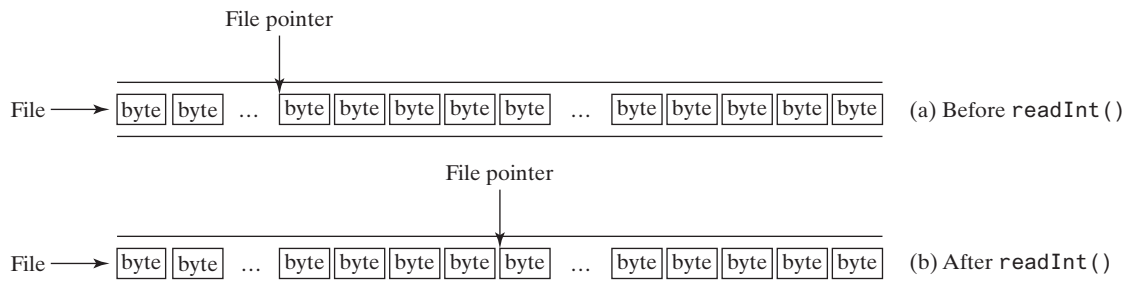 File pointer
File byte byte ... byte byte byte byte byte ... byte byte byte byte byte (a) Before readInt()
File pointer
File byte byte ... byte byte byte byte byte ... byte byte byte byte byte (b) After readInt()